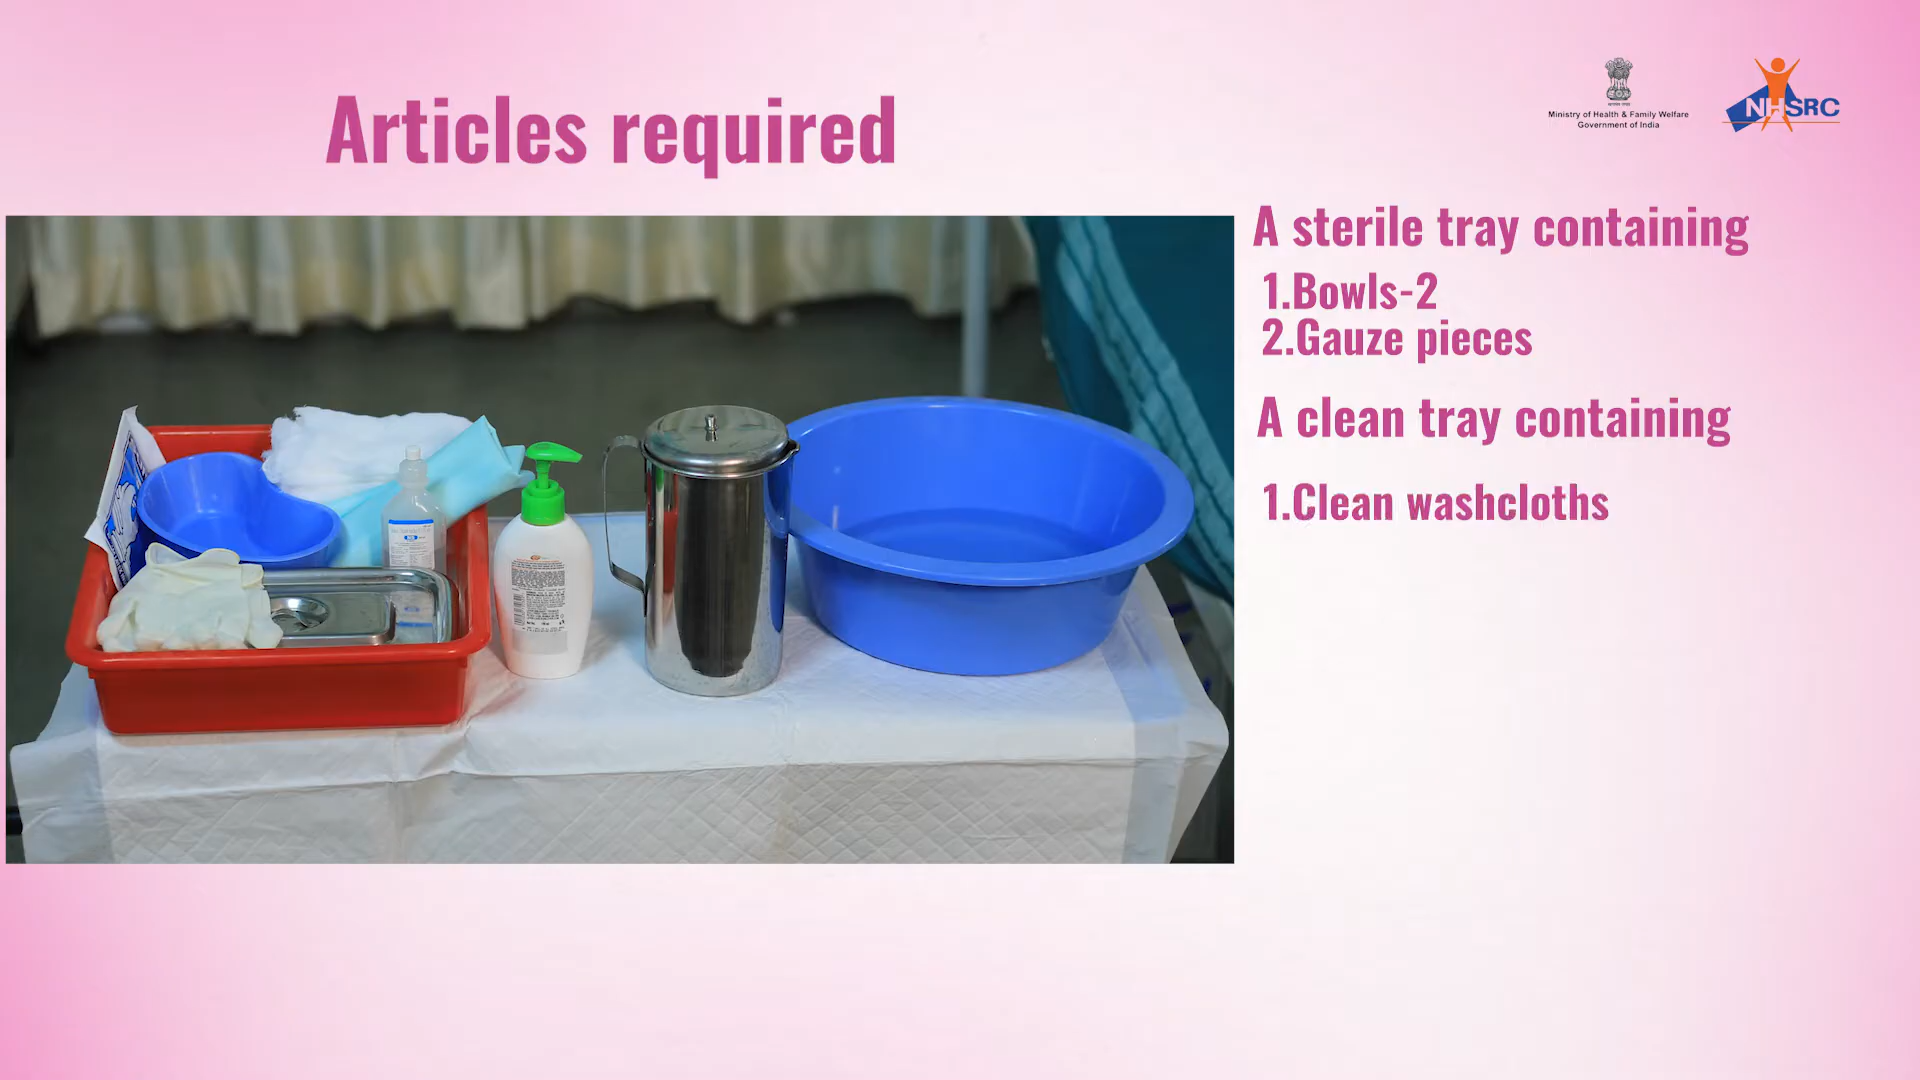 Articles required
Ministry of Health & Family Welfare
Government of India
NHSRC
A sterile tray containing
1.Bowls-2
2.Gauze pieces
A clean tray containing
1.Clean washcloths